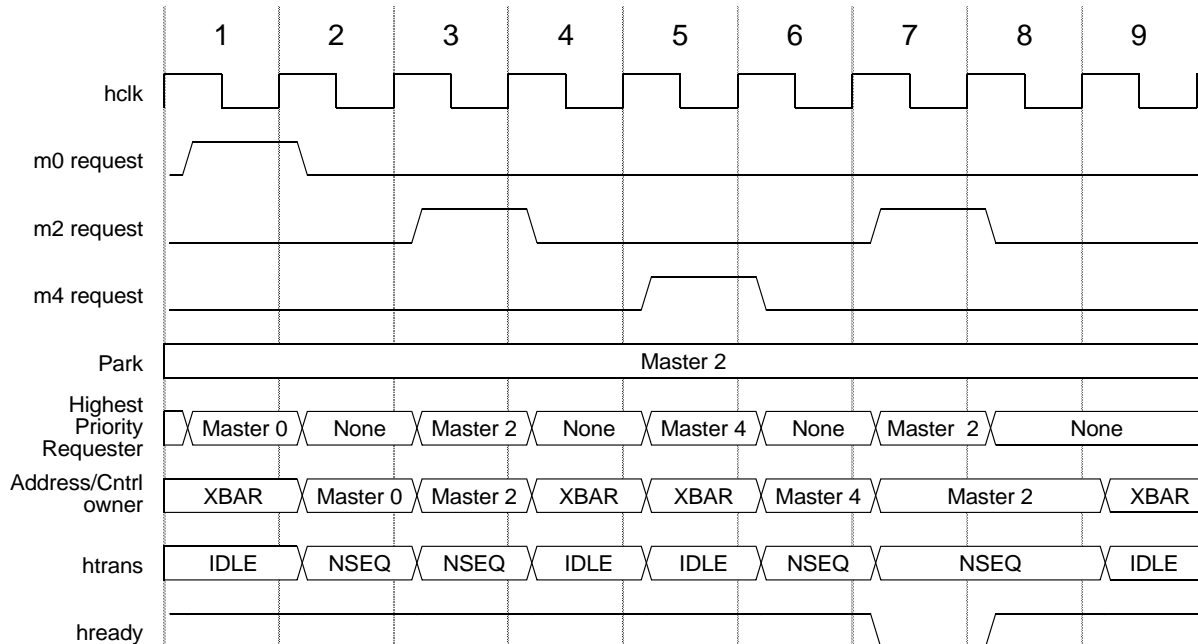 1 2 3 4 5 6 7 8 9
hclk
m0 request
m2 request
m4 request
Park Master 2
Highest
Priority
Requester
Master 0 None Master 2 None Master 4 None Master 2 None
Address/Cntrl
owner
XBAR Master 0 Master 2 XBAR XBAR Master 4 Master 2 XBAR
htrans IDLE NSEQ NSEQ IDLE IDLE NSEQ NSEQ IDLE
hready